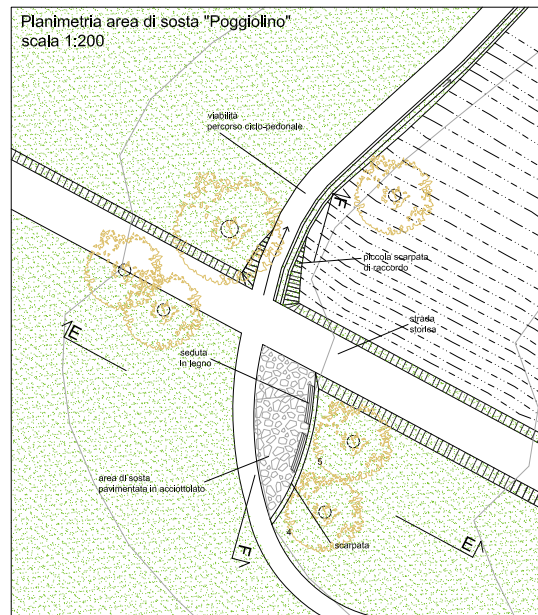 Planimetria area di sosta "Poggiolino"
scala 1:200
viabilità
percorso ciclo-pedonale
F
piccola scarpata
di raccordo
strada
storica
E
seduta
in legno
5
area di sosta
pavimentata in acciottolato
4
F
scarpata
E